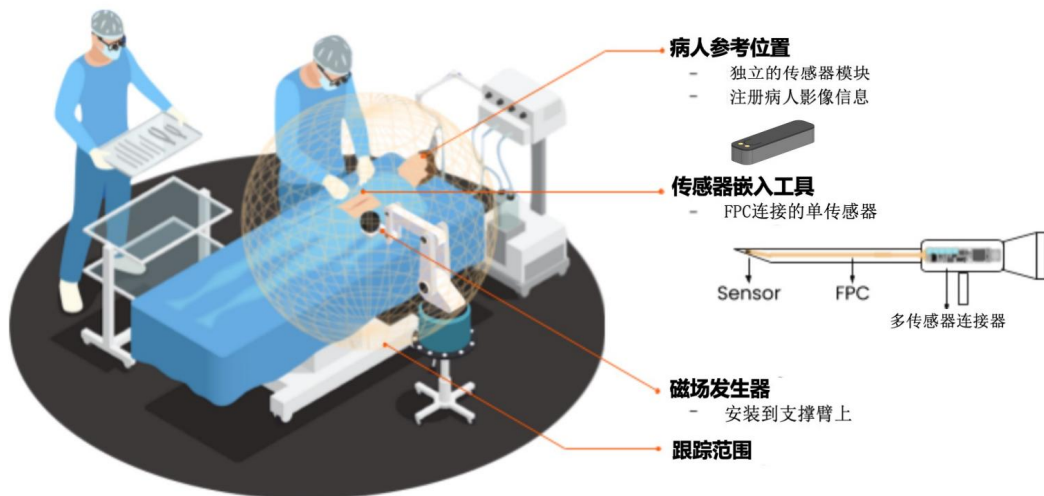 病人参考位置
- 独立的传感器模块
- 注册病人影像信息
传感器嵌入工具
- FPC连接的单传感器
Sensor
FPC
多传感器连接器
磁场发生器
- 安装到支撑臂上
跟踪范围